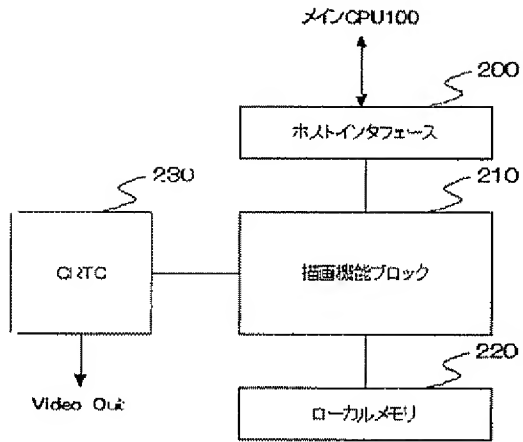 メインCPU100
200
ホストインタフェース
230
210
CRTC
描画機能ブロック
220
Video Out
ローカルメモリ